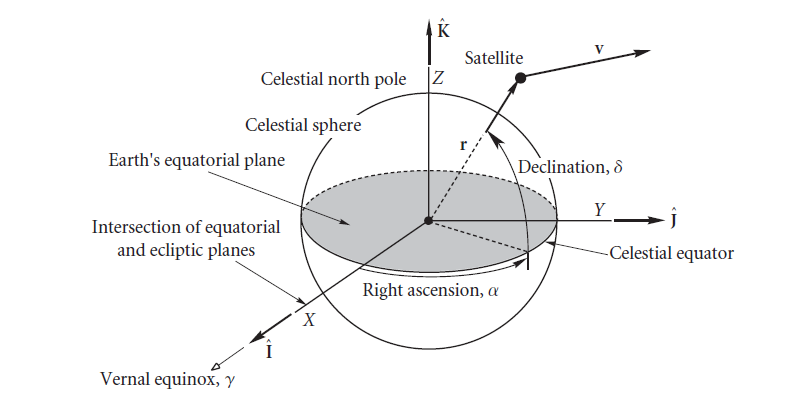 K̂
Satellite
v
Celestial north pole
Z
Celestial sphere
r
Earth's equatorial plane
Declination, δ
Y
Ĵ
Intersection of equatorial
and ecliptic planes
Celestial equator
Right ascension, α
X
Î
Vernal equinox, γ